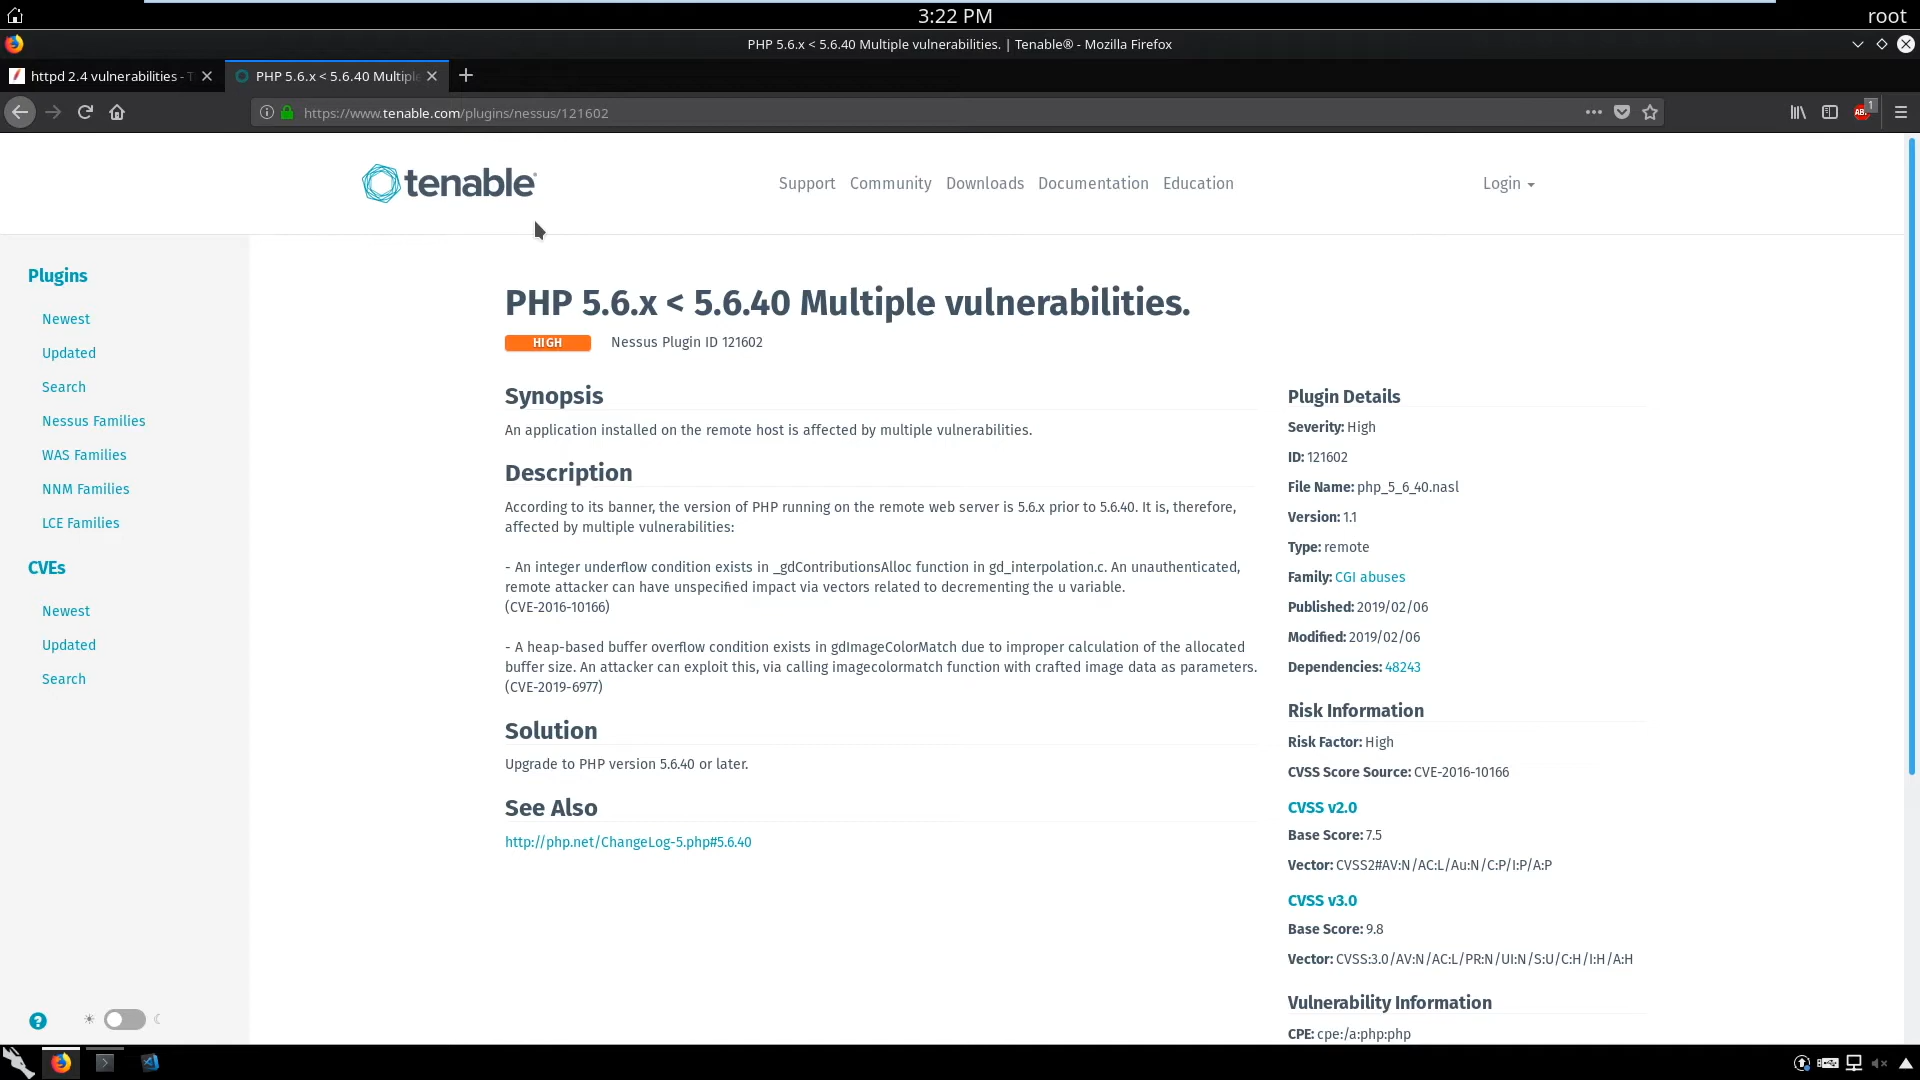 3:22 PM
root
PHP 5.6.x < 5.6.40 Multiple vulnerabilities. | Tenable® - Mozilla Firefox
httpd 2.4 vulnerabilities - T
PHP 5.6.x < 5.6.40 Multiple
https://www.tenable.com/plugins/nessus/121602
1
tenable®
Support Community Downloads Documentation Education
Login
Plugins
Newest
Updated
Search
Nessus Families
WAS Families
NNM Families
LCE Families
CVEs
Newest
Updated
Search
PHP 5.6.x < 5.6.40 Multiple vulnerabilities.
HIGH Nessus Plugin ID 121602
Synopsis
An application installed on the remote host is affected by multiple vulnerabilities.
Description
According to its banner, the version of PHP running on the remote web server is 5.6.x prior to 5.6.40. It is, therefore,
affected by multiple vulnerabilities:
- An integer underflow condition exists in _gdContributionsAlloc function in gd_interpolation.c. An unauthenticated,
remote attacker can have unspecified impact via vectors related to decrementing the u variable.
(CVE-2016-10166)
- A heap-based buffer overflow condition exists in gdImageColorMatch due to improper calculation of the allocated
buffer size. An attacker can exploit this, via calling imagecolormatch function with crafted image data as parameters.
(CVE-2019-6977)
Solution
Upgrade to PHP version 5.6.40 or later.
See Also
http://php.net/ChangeLog-5.php#5.6.40
Plugin Details
Severity: High
ID: 121602
File Name: php_5_6_40.nasl
Version: 1.1
Type: remote
Family: CGI abuses
Published: 2019/02/06
Modified: 2019/02/06
Dependencies: 48243
Risk Information
Risk Factor: High
CVSS Score Source: CVE-2016-10166
CVSS v2.0
Base Score: 7.5
Vector: CVSS2#AV:N/AC:L/Au:N/C:P/I:P/A:P
CVSS v3.0
Base Score: 9.8
Vector: CVSS:3.0/AV:N/AC:L/PR:N/UI:N/S:U/C:H/I:H/A:H
Vulnerability Information
CPE: cpe:/a:php:php